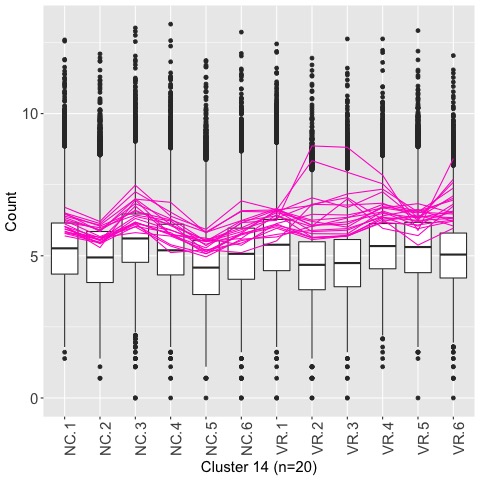 10
5
0
Count
NC.1
NC.2
NC.3
NC.4
NC.5
NC.6
VR.1
VR.2
VR.3
VR.4
VR.5
VR.6
Cluster 14 (n=20)